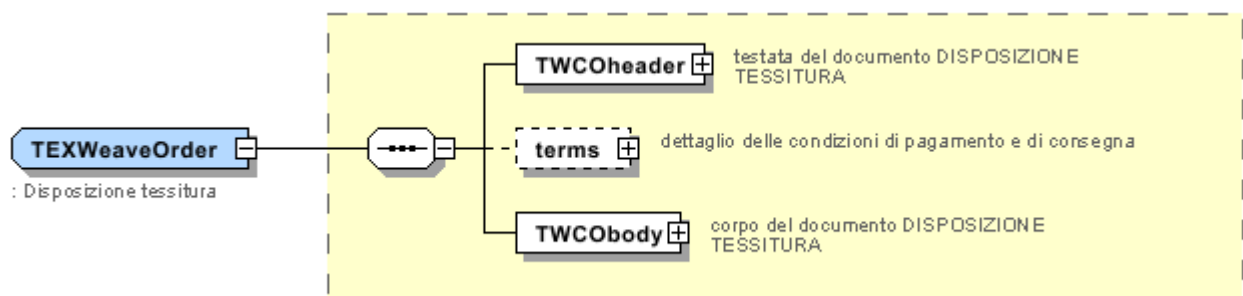 TWCOheader
testata del documento DISPOSIZIONE
TESSITURA
TEXWeaveOrder
: Disposizione tessitura
terms
dettaglio delle condizioni di pagamento e di consegna
TWCObody
corpo del documento DISPOSIZIONE
TESSITURA